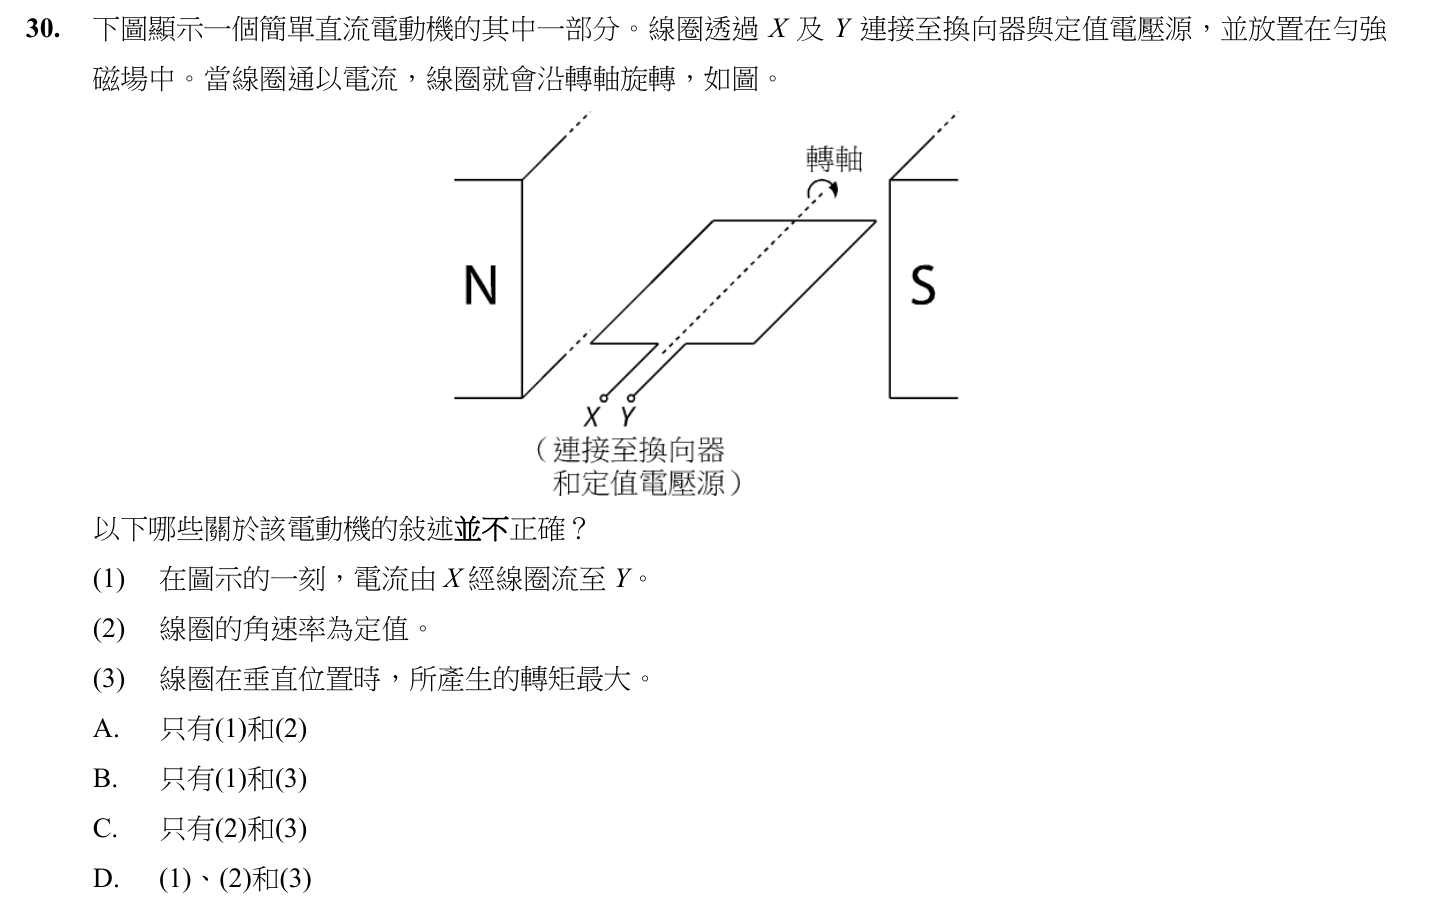 30. 下圖顯示一個簡單直流電動機的其中一部分。線圈透過 X 及 Y 連接至換向器與定值電壓源，並放置在勻強
磁場中。當線圈通以電流，線圈就會沿轉軸旋轉，如圖。
轉軸
N
S
X Y
（連接至換向器
和定值電壓源）
以下哪些關於該電動機的敍述並不正確？
(1) 在圖示的一刻，電流由 X 經線圈流至 Y。
(2) 線圈的角速率為定值。
(3) 線圈在垂直位置時，所產生的轉矩最大。
A. 只有(1)和(2)
B. 只有(1)和(3)
C. 只有(2)和(3)
D. (1)、(2)和(3)